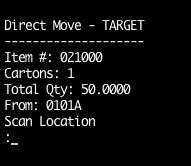 Direct Move - TARGET
--------------------
Item #: 021000
Cartons: 1
Total Qty: 50.0000
From: 0101A
Scan Location
:_